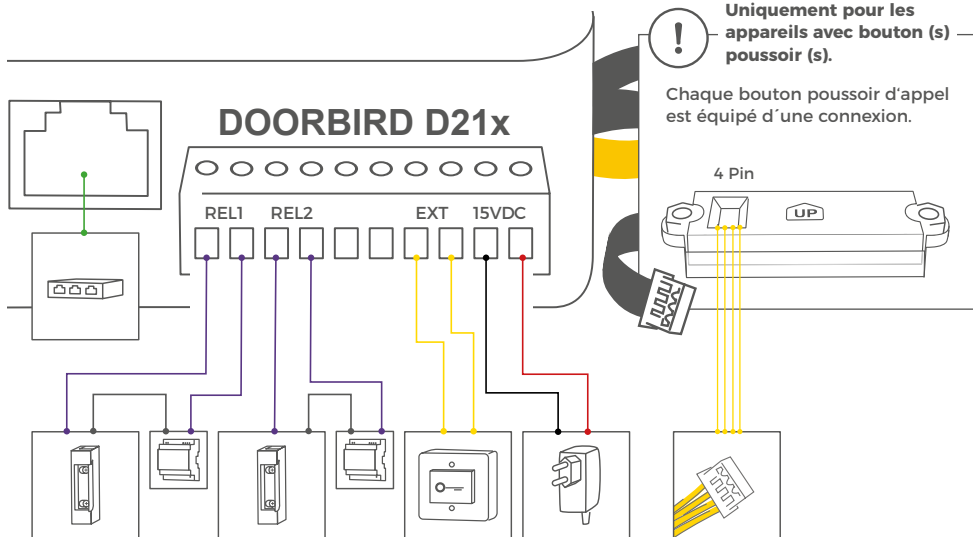 Uniquement pour les
appareils avec bouton (s)
poussoir (s).
Chaque bouton poussoir d‘appel
est équipé d´une connexion.
DOORBIRD D21x
4 Pin
UP
REL1 REL2 EXT 15VDC